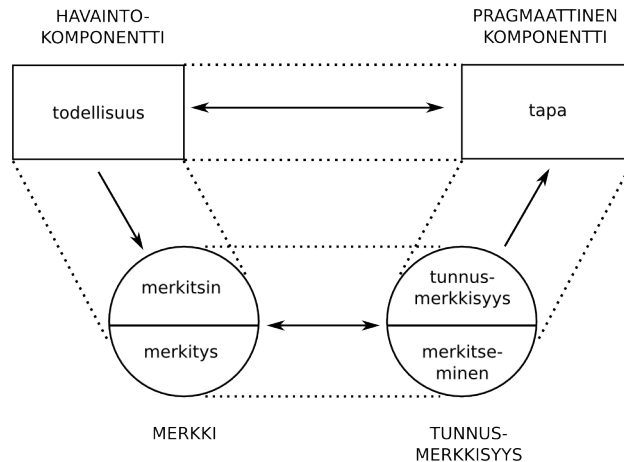 HAVAINTO-
KOMPONENTTI
PRAGMAATTINEN
KOMPONENTTI
todellisuus
tapa
merkitsin
merkitys
tunnus-
merkkisyys
merkitse-
minen
MERKKI
TUNNUS-
MERKKISYYS